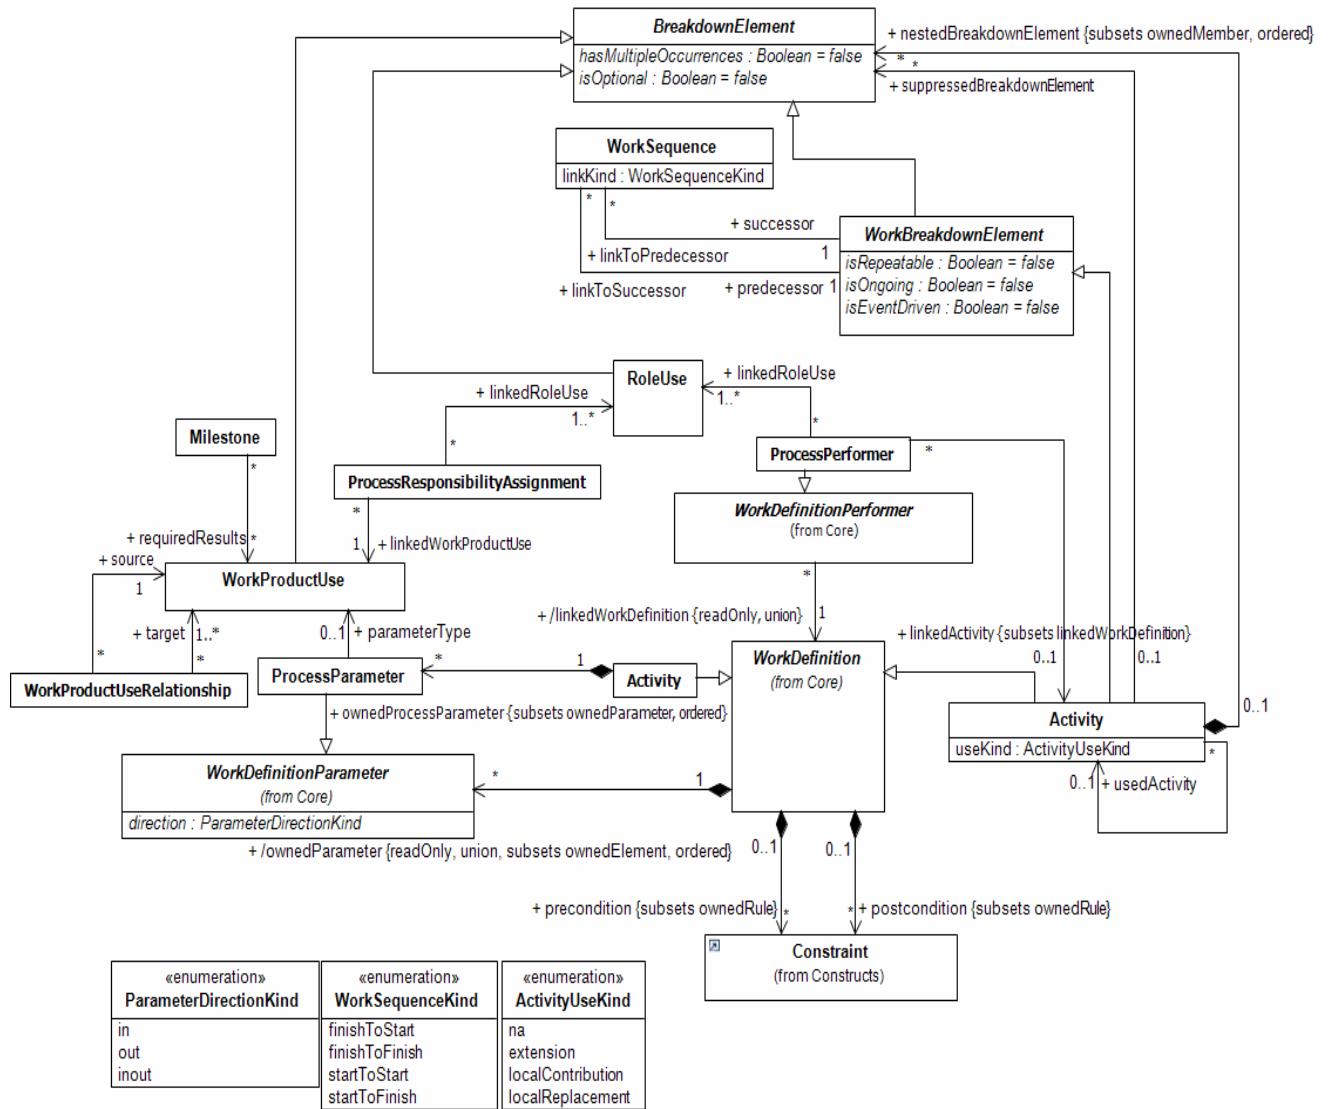 BreakdownElement
hasMultipleOccurrences : Boolean = false
isOptional : Boolean = false
+ nestedBreakdownElement {subsets ownedMember, ordered}
* *
+ suppressedBreakdownElement
WorkSequence
linkKind : WorkSequenceKind
* *
+ successor
1
+ linkToPredecessor
+ linkToSuccessor
+ predecessor 1
WorkBreakdownElement
isRepeatable : Boolean = false
isOngoing : Boolean = false
isEventDriven : Boolean = false
RoleUse
+ linkedRoleUse
1..*
*
+ linkedRoleUse
1..*
*
Milestone
*
ProcessResponsibilityAssignment
*
ProcessPerformer
*
WorkDefinitionPerformer
(from Core)
*
+ requiredResults *
1 + linkedWorkProductUse
+ source
1
WorkProductUse
+ target 1..*
* *
0..1 + parameterType
WorkProductUseRelationship
ProcessParameter
*
1
Activity
+ /linkedWorkDefinition {readOnly, union} 1
+ linkedActivity {subsets linkedWorkDefinition}
0..1 0..1
WorkDefinition
(from Core)
+ ownedProcessParameter {subsets ownedParameter, ordered}
Activity
useKind : ActivityUseKind
0..1
*
0..1 + usedActivity
WorkDefinitionParameter
(from Core)
direction : ParameterDirectionKind
* 1
+ /ownedParameter {readOnly, union, subsets ownedElement, ordered}
0..1 0..1
+ precondition {subsets ownedRule} *
* + postcondition {subsets ownedRule}
Constraint
(from Constructs)
«enumeration»
ParameterDirectionKind
in
out
inout
«enumeration»
WorkSequenceKind
finishToStart
finishToFinish
startToStart
startToFinish
«enumeration»
ActivityUseKind
na
extension
localContribution
localReplacement